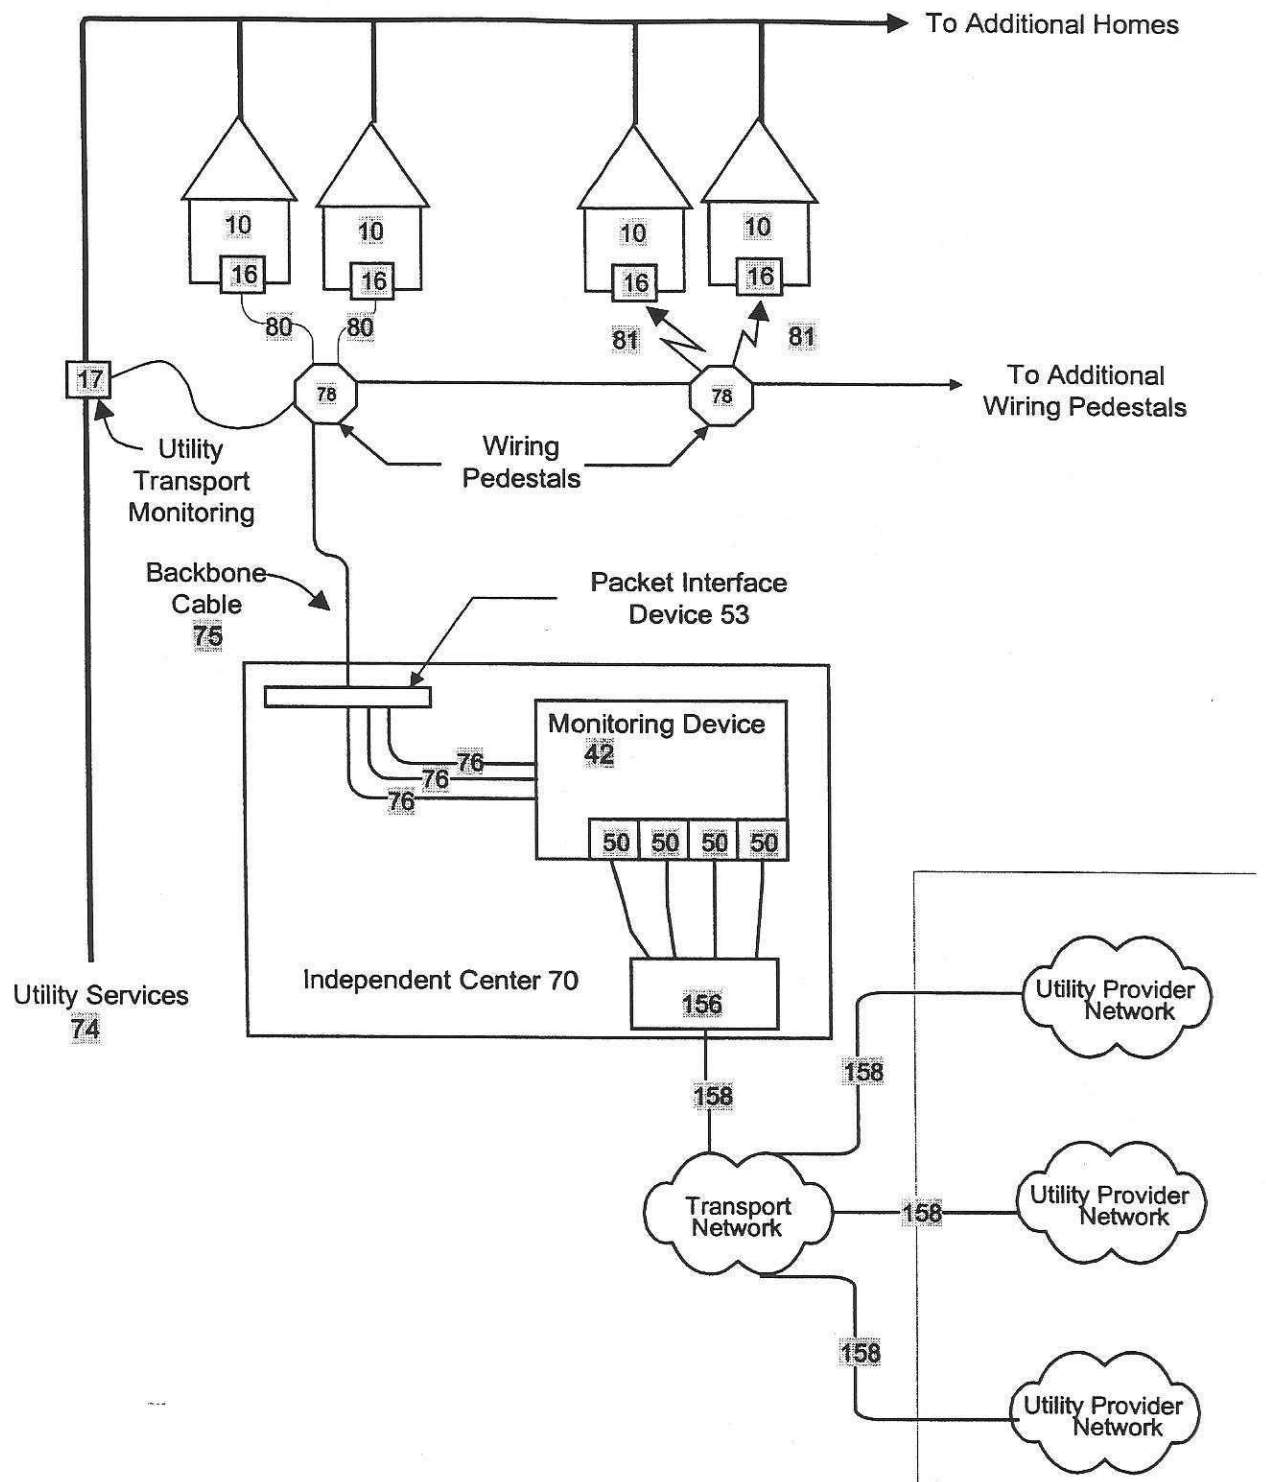 To Additional Homes
10
10
10
10
16
16
16
16
80
80
81
81
17
78
78
To Additional
Wiring Pedestals
Utility
Transport
Monitoring
Wiring
Pedestals
Backbone
Cable
75
Packet Interface
Device 53
Monitoring Device
42
76
76
76
50
50
50
50
Independent Center 70
156
Utility Services
74
158
158
Utility Provider
Network
Transport
Network
158
Utility Provider
Network
158
Utility Provider
Network